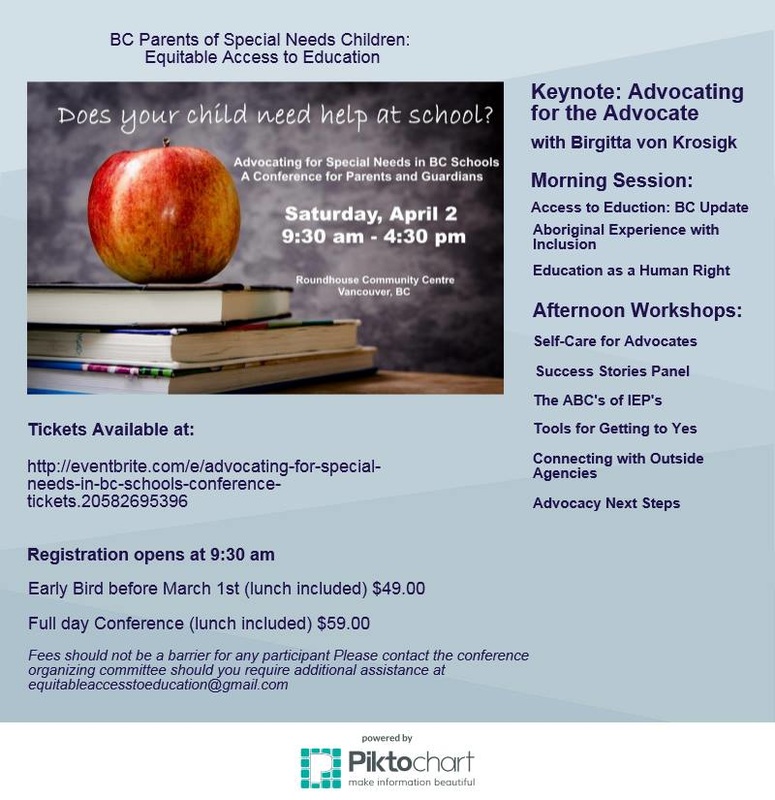 BC Parents of Special Needs Children:
Equitable Access to Education
Does your child need help at school?
Advocating for Special Needs in BC Schools
A Conference for Parents and Guardians
Saturday, April 2
9:30 am - 4:30 pm
Roundhouse Community Centre
Vancouver, BC
Tickets Available at:
http://eventbrite.com/e/advocating-for-special-
needs-in-bc-schools-conference-
tickets.20582695396
Registration opens at 9:30 am
Early Bird before March 1st (lunch included) $49.00
Full day Conference (lunch included) $59.00
Fees should not be a barrier for any participant Please contact the conference
organizing committee should you require additional assistance at
equitableaccesstoeducation@gmail.com
Keynote: Advocating
for the Advocate
with Birgitta von Krosigk
Morning Session:
Access to Eduction: BC Update
Aboriginal Experience with
Inclusion
Education as a Human Right
Afternoon Workshops:
Self-Care for Advocates
Success Stories Panel
The ABC's of IEP's
Tools for Getting to Yes
Connecting with Outside
Agencies
Advocacy Next Steps
powered by
Piktochart
make information beautiful